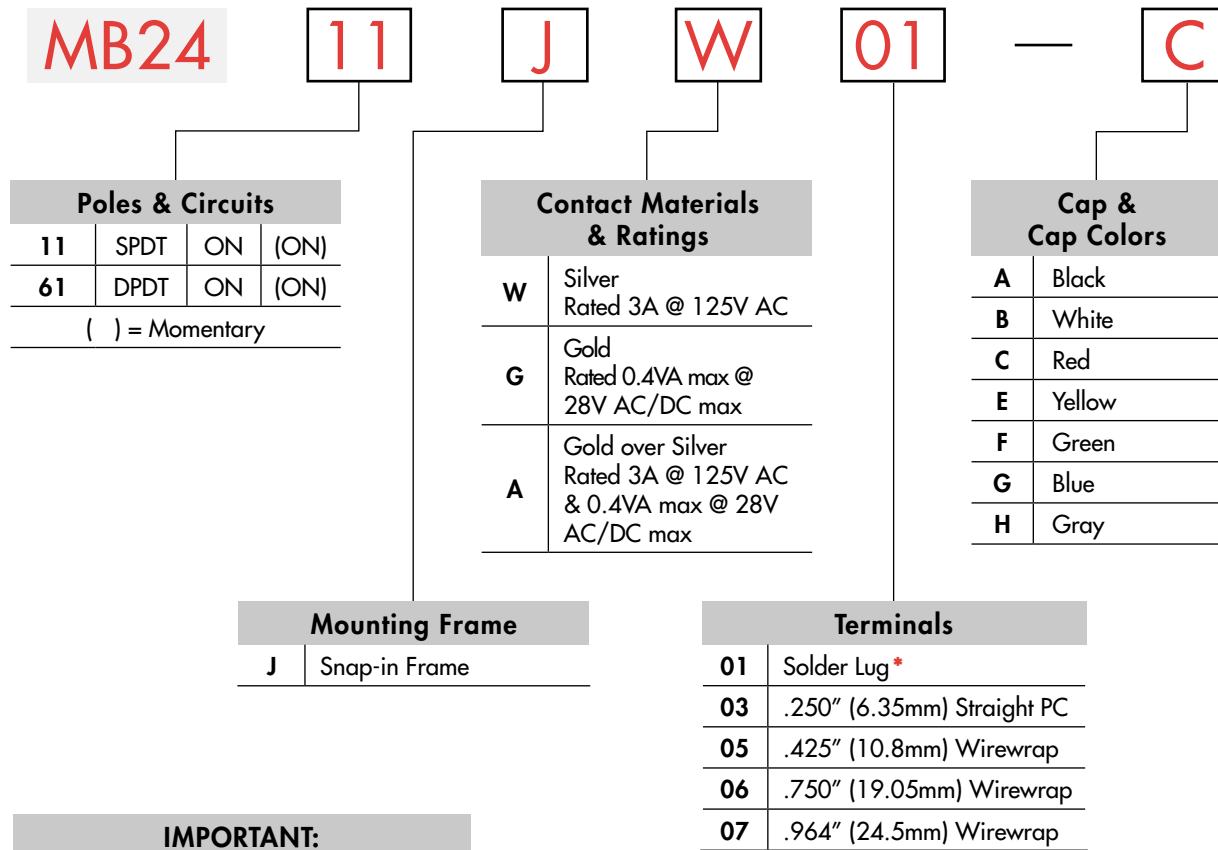 MB24 11 J W 01 — C
Poles & Circuits
11 SPDT ON (ON)
61 DPDT ON (ON)
( ) = Momentary
Contact Materials
& Ratings
W Silver
Rated 3A @ 125V AC
G Gold
Rated 0.4VA max @
28V AC/DC max
A Gold over Silver
Rated 3A @ 125V AC
& 0.4VA max @ 28V
AC/DC max
Cap &
Cap Colors
A Black
B White
C Red
E Yellow
F Green
G Blue
H Gray
Mounting Frame
J Snap-in Frame
Terminals
01 Solder Lug*
03 .250” (6.35mm) Straight PC
05 .425” (10.8mm) Wirewrap
06 .750” (19.05mm) Wirewrap
07 .964” (24.5mm) Wirewrap
IMPORTANT: